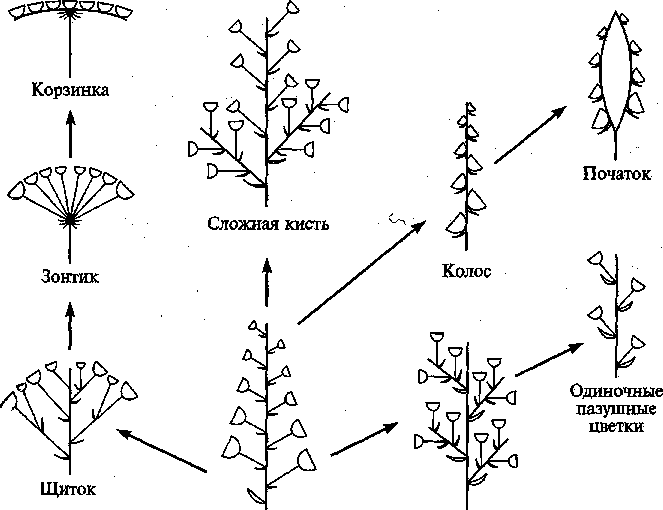 Корзинка
Зонтик
Щиток
Сложная кисть
Колос
Початок
Одиночные
пазушные
цветки